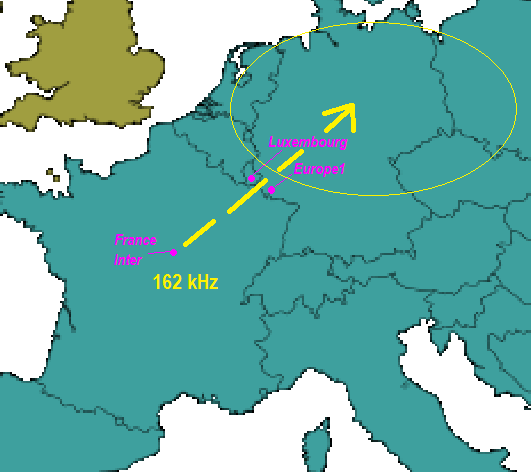 Luxembourg
Europe1
France
Inter
162 kHz